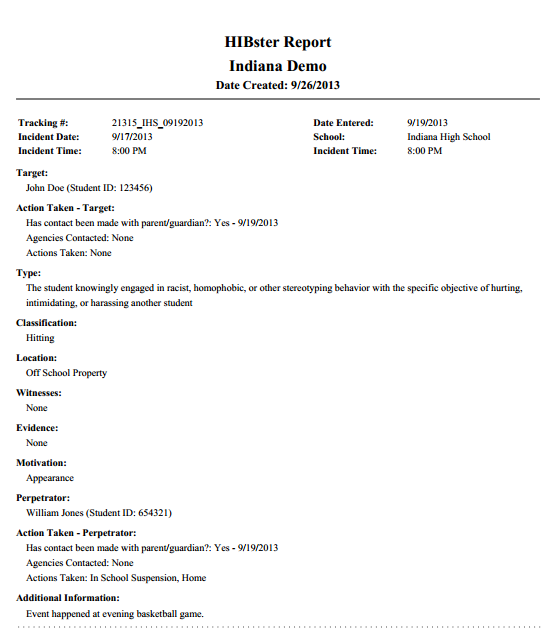 HIBster Report
Indiana Demo
Date Created: 9/26/2013
Tracking #: 21315_IHS_09192013 Date Entered: 9/19/2013
Incident Date: 9/17/2013 School: Indiana High School
Incident Time: 8:00 PM Incident Time: 8:00 PM
Target:
John Doe (Student ID: 123456)
Action Taken - Target:
Has contact been made with parent/guardian?: Yes - 9/19/2013
Agencies Contacted: None
Actions Taken: None
Type:
The student knowingly engaged in racist, homophobic, or other stereotyping behavior with the specific objective of hurting,
intimidating, or harassing another student
Classification:
Hitting
Location:
Off School Property
Witnesses:
None
Evidence:
None
Motivation:
Appearance
Perpetrator:
William Jones (Student ID: 654321)
Action Taken - Perpetrator:
Has contact been made with parent/guardian?: Yes - 9/19/2013
Agencies Contacted: None
Actions Taken: In School Suspension, Home
Additional Information:
Event happened at evening basketball game.